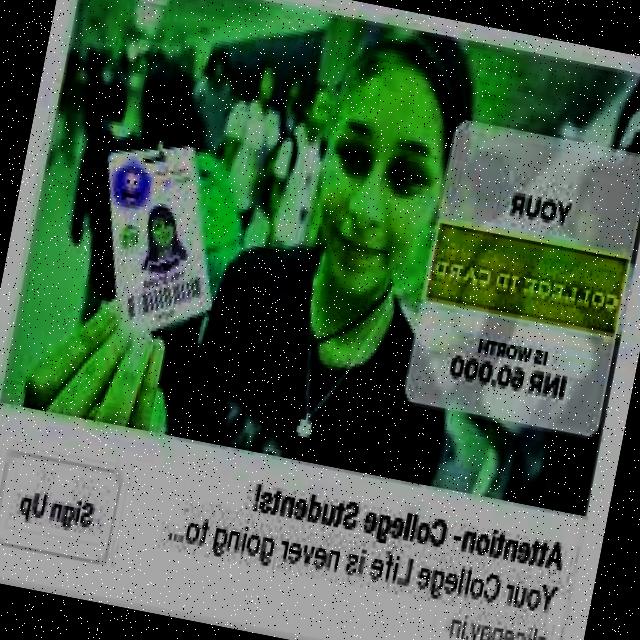 YOUR
COLLEGE ID CARD
IS WORTH
INR 60,000
Attention- College Students!
Your College Life is never going to...
Sign Up